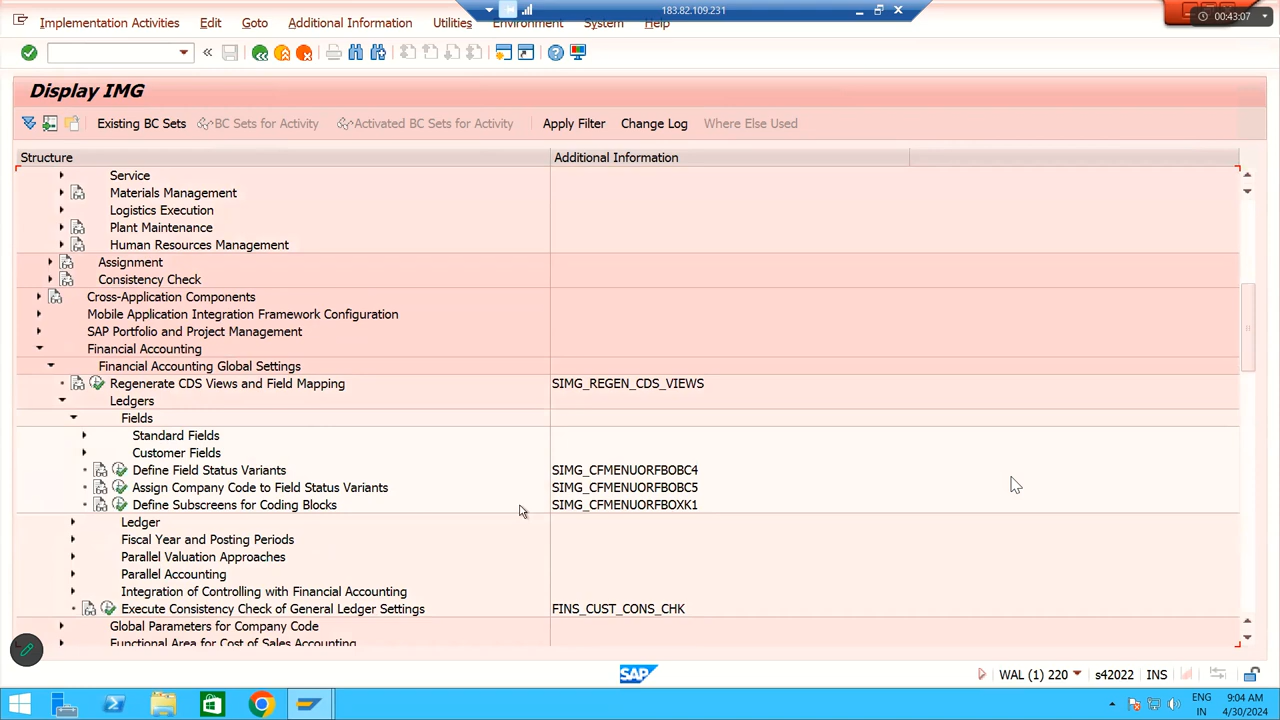 183.82.109.231
00:43:07
Implementation Activities Edit Goto Additional Information Utilities Environment System Help
Display IMG
Existing BC Sets BC Sets for Activity Activated BC Sets for Activity Apply Filter Change Log Where Else Used
Structure Additional Information
Service
Materials Management
Logistics Execution
Plant Maintenance
Human Resources Management
Assignment
Consistency Check
Cross-Application Components
Mobile Application Integration Framework Configuration
SAP Portfolio and Project Management
Financial Accounting
Financial Accounting Global Settings
Regenerate CDS Views and Field Mapping SIMG_REGEN_CDS_VIEWS
Ledgers
Fields
Standard Fields
Customer Fields
Define Field Status Variants SIMG_CFMENUORFBOBC4
Assign Company Code to Field Status Variants SIMG_CFMENUORFBOBC5
Define Subscreens for Coding Blocks SIMG_CFMENUORFBOXK1
Ledger
Fiscal Year and Posting Periods
Parallel Valuation Approaches
Parallel Accounting
Integration of Controlling with Financial Accounting
Execute Consistency Check of General Ledger Settings FINS_CUST_CONS_CHK
Global Parameters for Company Code
Functional Area for Cost of Sales Accounting
SAP WAL (1) 220 s42022 INS
ENG 9:04 AM
IN 4/30/2024